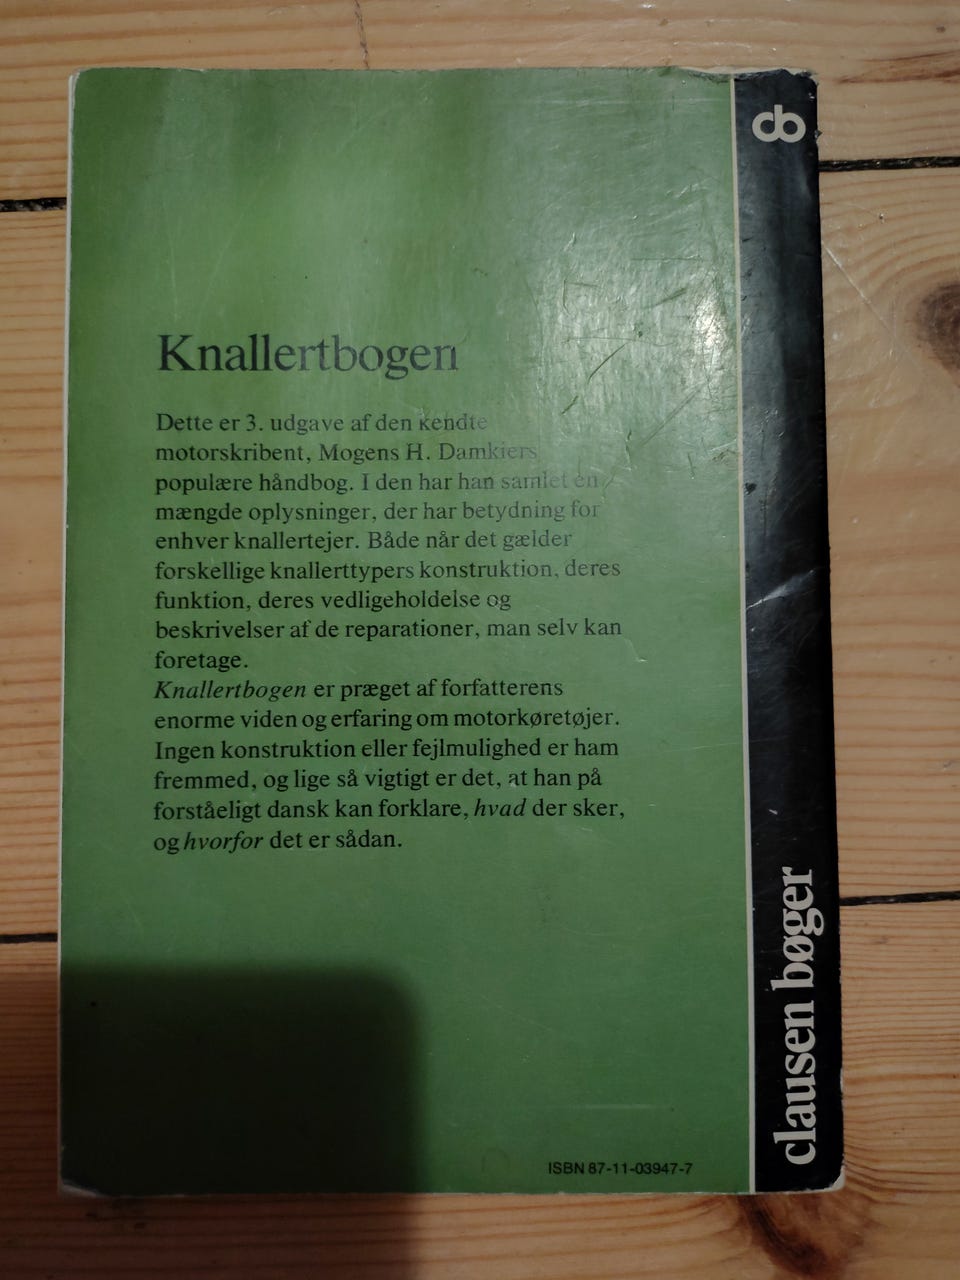 cb
Knallertbogen
Dette er 3. udgave af den kendte
motorskribent, Mogens H. Damkiers
populære håndbog. I den har han samlet en
mængde oplysninger, der har betydning for
enhver knallertejer. Både når det gælder
forskellige knallerttypers konstruktion, deres
funktion, deres vedligeholdelse og
beskrivelser af de reparationer, man selv kan
foretage.
Knallertbogen er præget af forfatterens
enorme viden og erfaring om motorkøretøjer.
Ingen konstruktion eller fejlmulighed er ham
fremmed, og lige så vigtigt er det, at han på
forståeligt dansk kan forklare, hvad der sker,
og hvorfor det er sådan.
clausen bøger
ISBN 87-11-03947-7